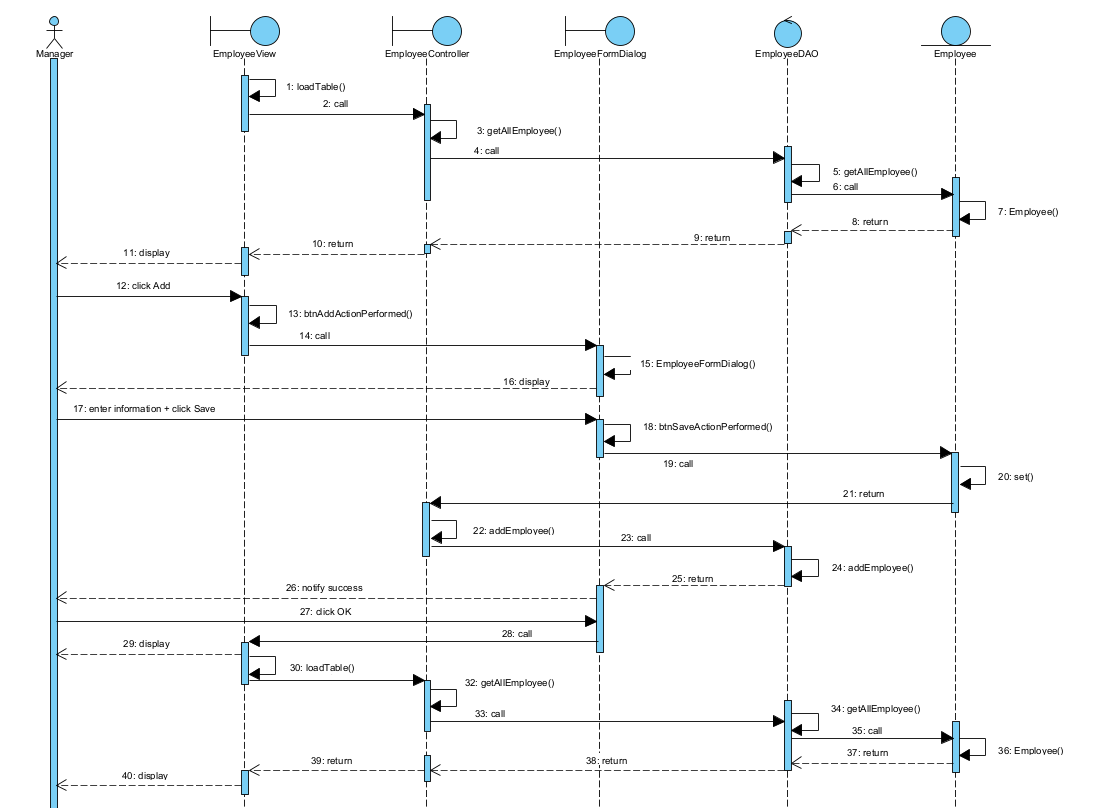 Manager
EmployeeView
EmployeeController
EmployeeFormDialog
EmployeeDAO
Employee
1: loadTable()
2: call
3: getAllEmployee()
4: call
5: getAllEmployee()
6: call
7: Employee()
8: return
9: return
10: return
11: display
12: click Add
13: btnAddActionPerformed()
14: call
15: EmployeeFormDialog()
16: display
17: enter information + click Save
18: btnSaveActionPerformed()
19: call
20: set()
21: return
22: addEmployee()
23: call
24: addEmployee()
25: return
26: notify success
27: click OK
28: call
29: display
30: loadTable()
32: getAllEmployee()
33: call
34: getAllEmployee()
35: call
36: Employee()
37: return
38: return
39: return
40: display